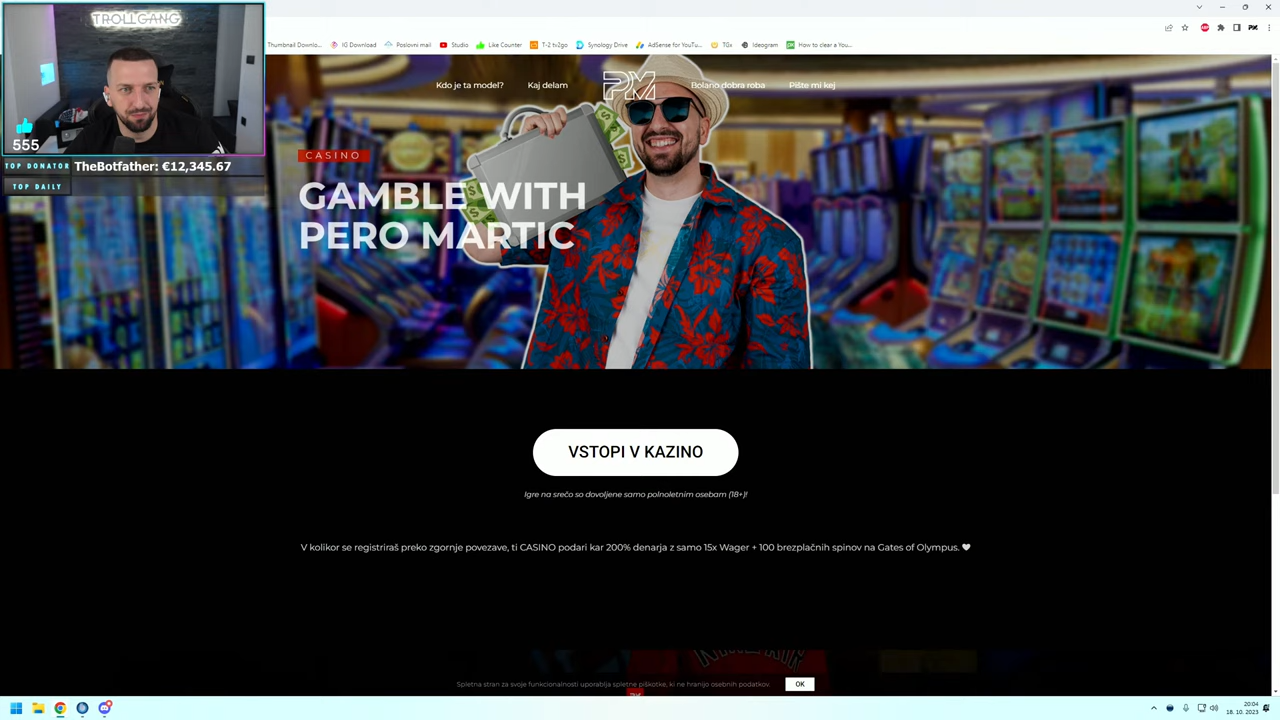 TROLLGANG
555
TOP DONATOR TheBotfather: €12,345.67
TOP DAILY
Thumbnail Downlo... IG Download Poslovni mail Studio Like Counter T-2 tv2go Synology Drive AdSense for YouTu... TGx Ideogram How to clear a You...
Kdo je ta model? Kaj delam PM Bolano dobra roba Pište mi kej
CASINO
GAMBLE WITH
PERO MARTIC
VSTOPI V KAZINO
Igre na srečo so dovoljene samo polnoletnim osebam (18+)!
V kolikor se registriraš preko zgornje povezave, ti CASINO podari kar 200% denarja z samo 15x Wager + 100 brezplačnih spinov na Gates of Olympus.
Spletna stran za svoje funkcionalnosti uporablja spletne piškotke, ki ne hranijo osebnih podatkov. OK
20:04
18. 10. 2023